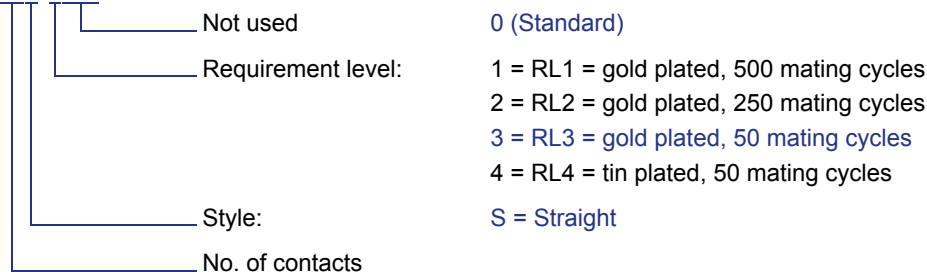 Not used 0 (Standard)
Requirement level: 1 = RL1 = gold plated, 500 mating cycles
2 = RL2 = gold plated, 250 mating cycles
3 = RL3 = gold plated, 50 mating cycles
4 = RL4 = tin plated, 50 mating cycles
Style: S = Straight
No. of contacts